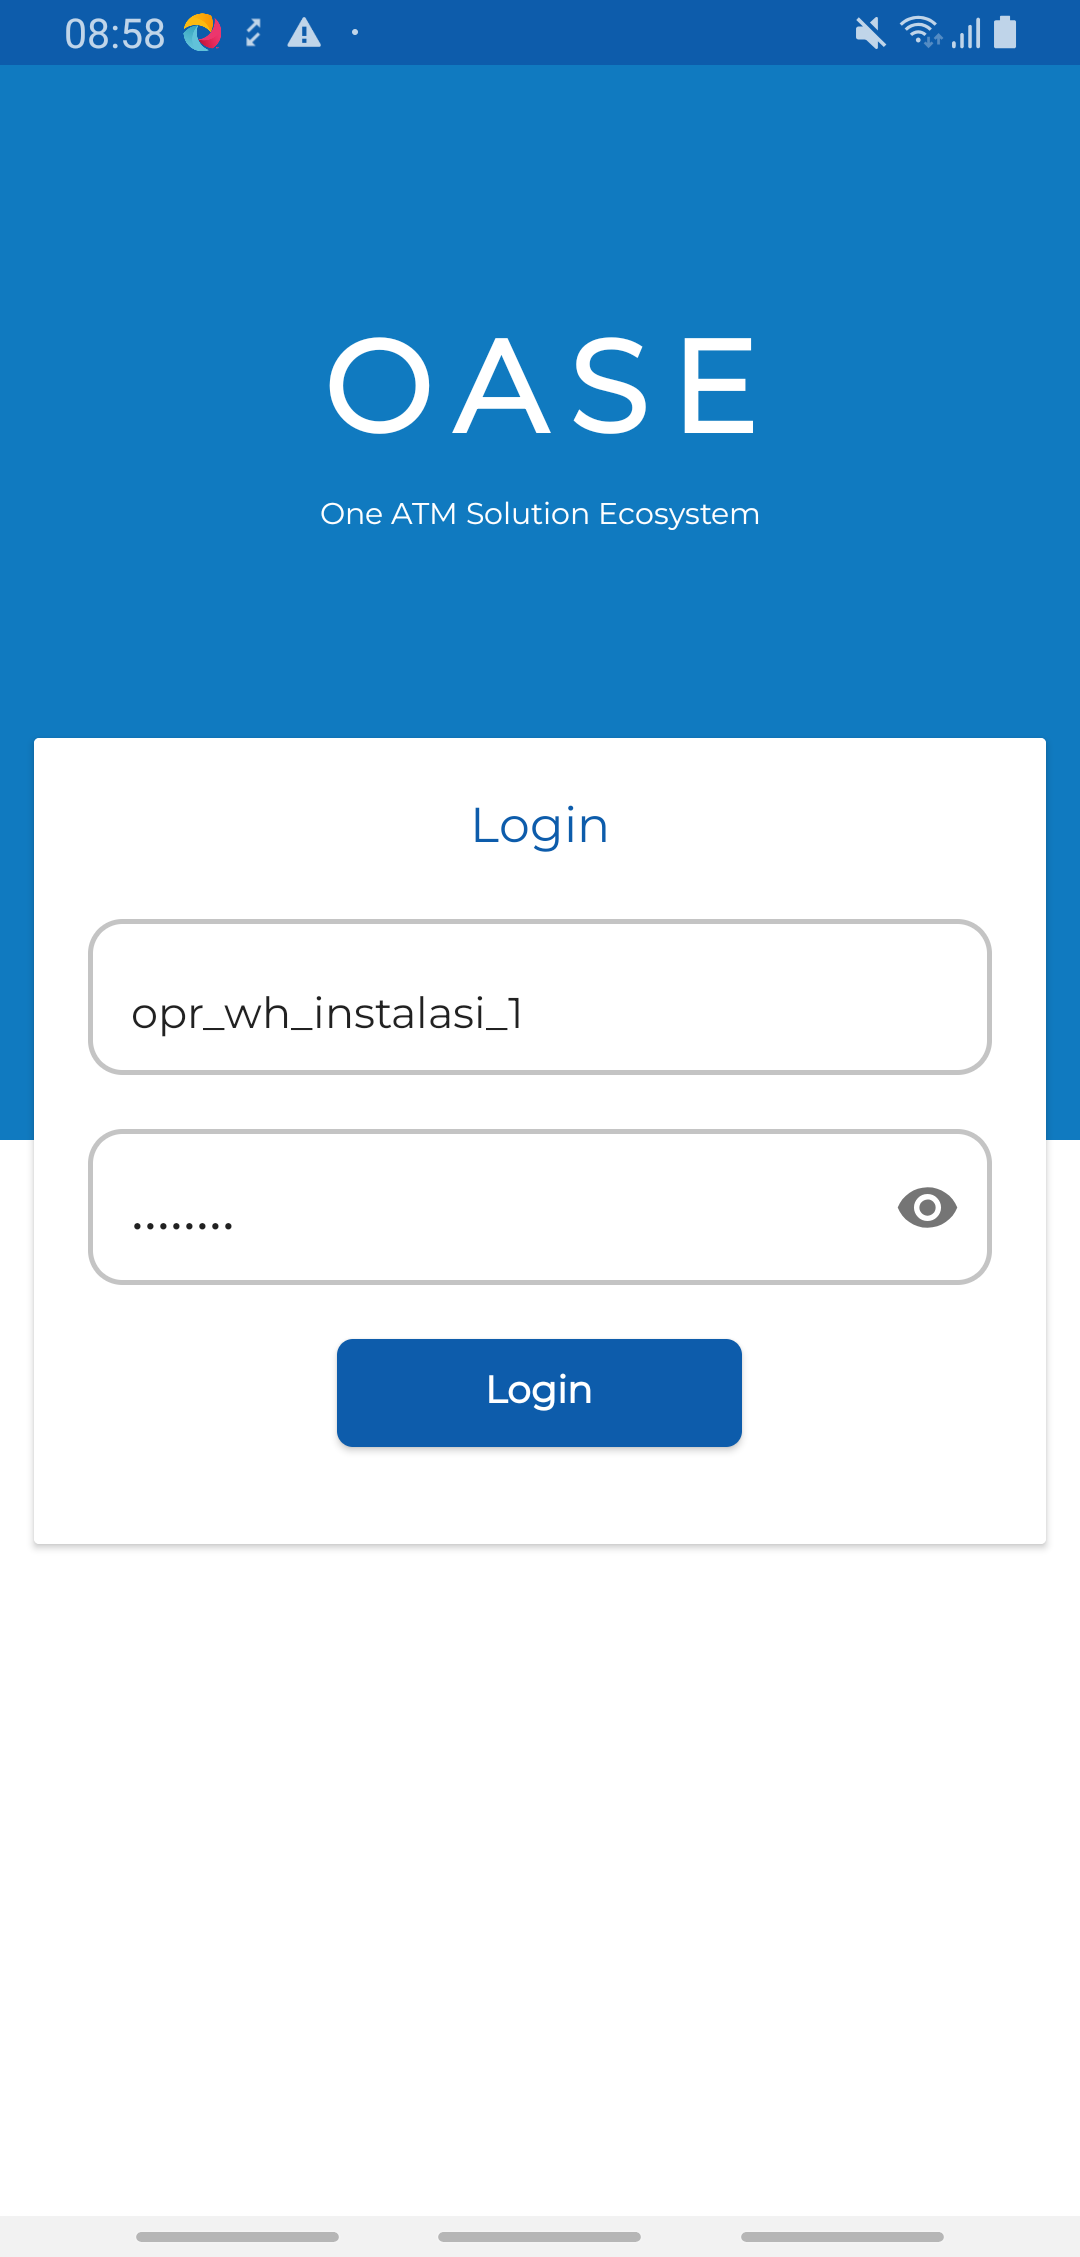 08:58
OASE
One ATM Solution Ecosystem
Login
opr_wh_instalasi_1
........
Login